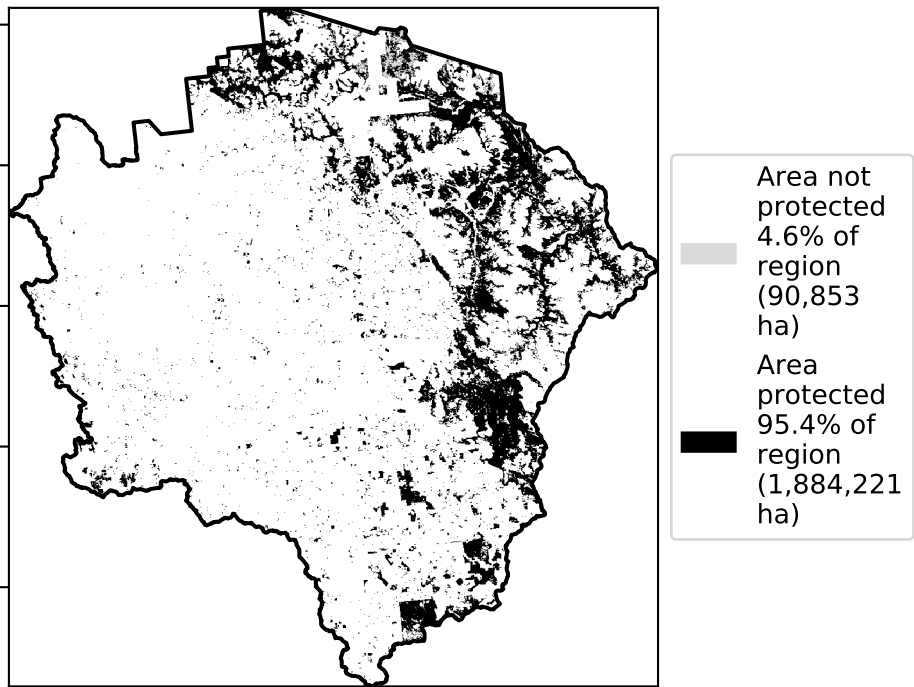 Area not
protected
4.6% of
region
(90,853
ha)
Area
protected
95.4% of
region
(1,884,221
ha)